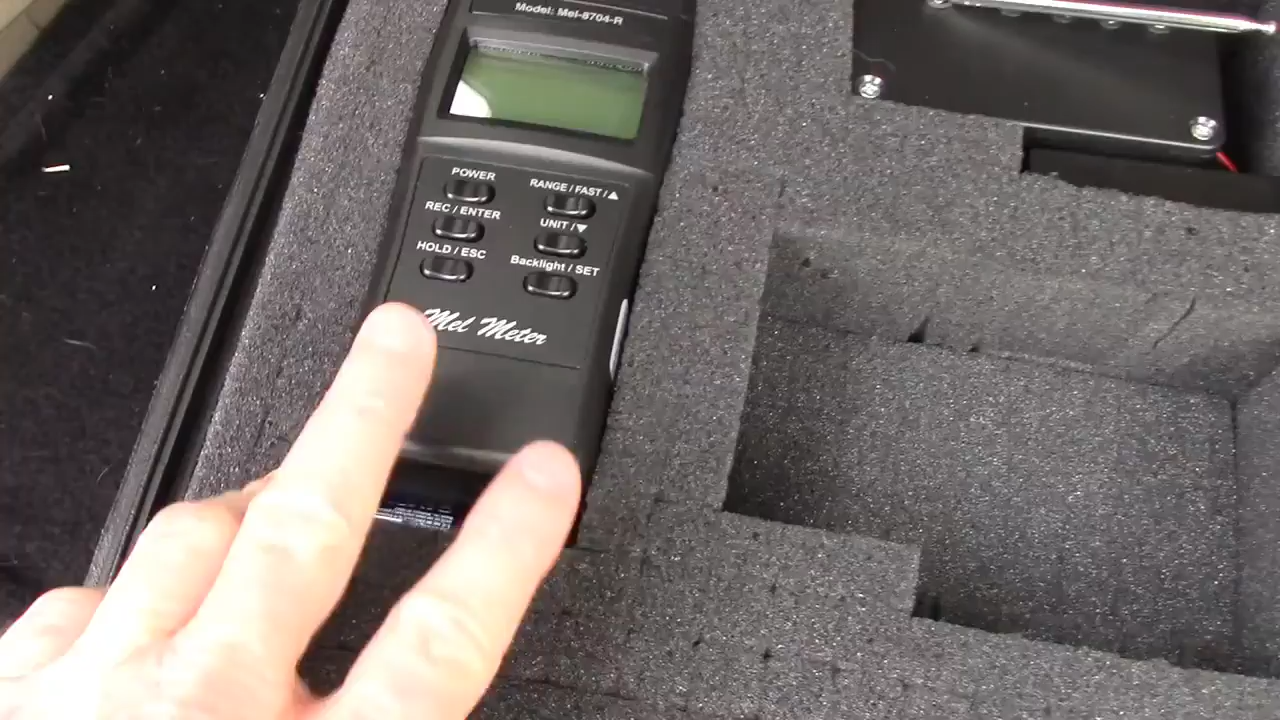 Model: Mel-8704-R
POWER
RANGE / FAST / ▲
REC / ENTER
UNIT / ▼
HOLD / ESC
Backlight / SET
Mel Meter